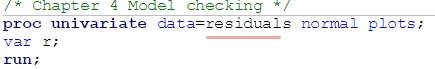 /* Chapter 4 Model checking */
proc univariate data=residuals normal plots;
var r;
run;